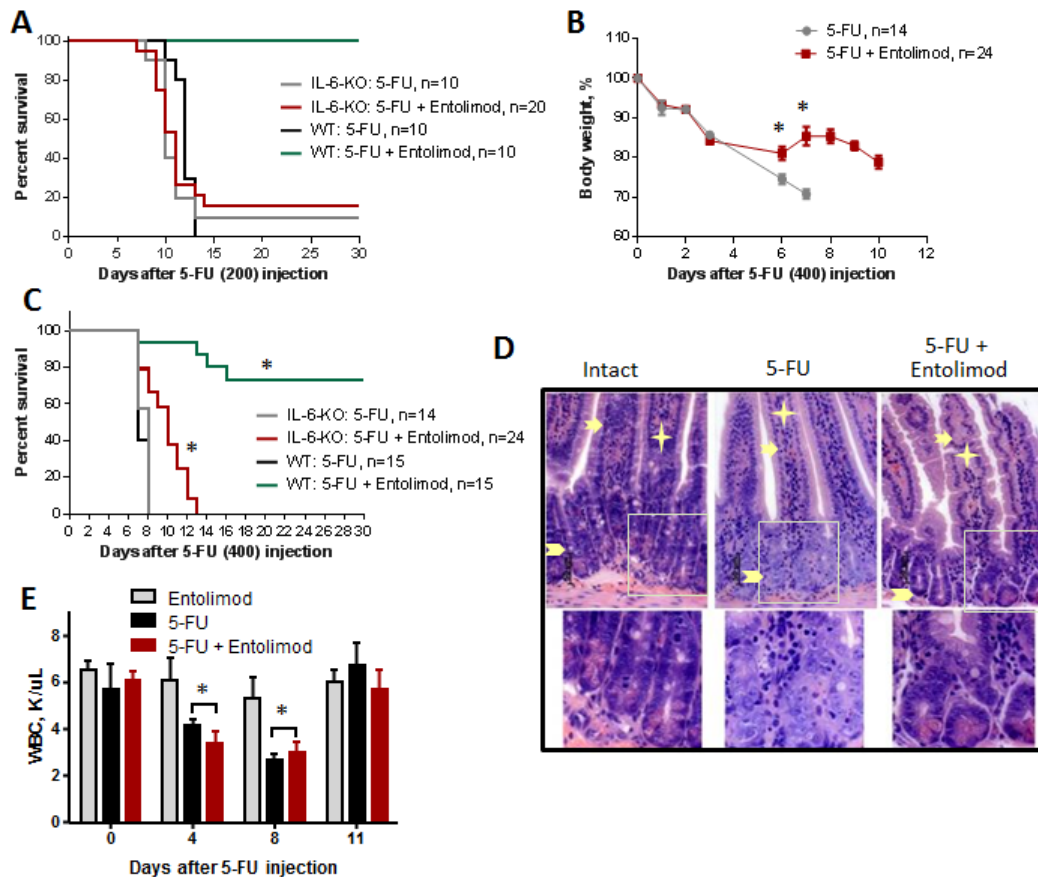 A
Percent survival
100
80
60
40
20
0
0 5 10 15 20 25 30
Days after 5-FU (200) injection
IL-6-KO: 5-FU, n=10
IL-6-KO: 5-FU + Entolimod, n=20
WT: 5-FU, n=10
WT: 5-FU + Entolimod, n=10
B
5-FU, n=14
5-FU + Entolimod, n=24
Body weight, %
110
100
90
80
70
60
* *
0 2 4 6 8 10 12
Days after 5-FU (400) injection
C
Percent survival
100
80
60
40
20
0
*
*
IL-6-KO: 5-FU, n=14
IL-6-KO: 5-FU + Entolimod, n=24
WT: 5-FU, n=15
WT: 5-FU + Entolimod, n=15
0 2 4 6 8 10 12 14 16 18 20 22 24 26 28 30
Days after 5-FU (400) injection
D
Intact
5-FU
5-FU +
Entolimod
E
Entolimod
5-FU
5-FU + Entolimod
WBC, K/uL
8
6
4
2
0
* *
0 4 8 11
Days after 5-FU injection